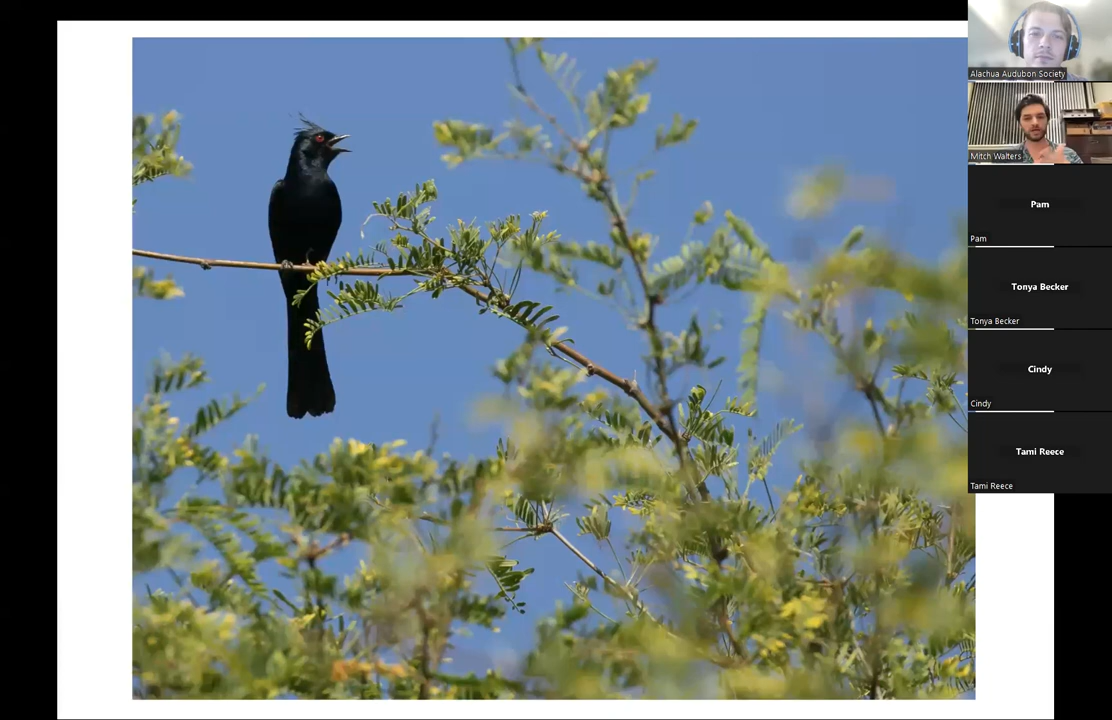 Alachua Audubon Society
Mitch Walters
Pam
Pam
Tonya Becker
Tonya Becker
Cindy
Cindy
Tami Reece
Tami Reece